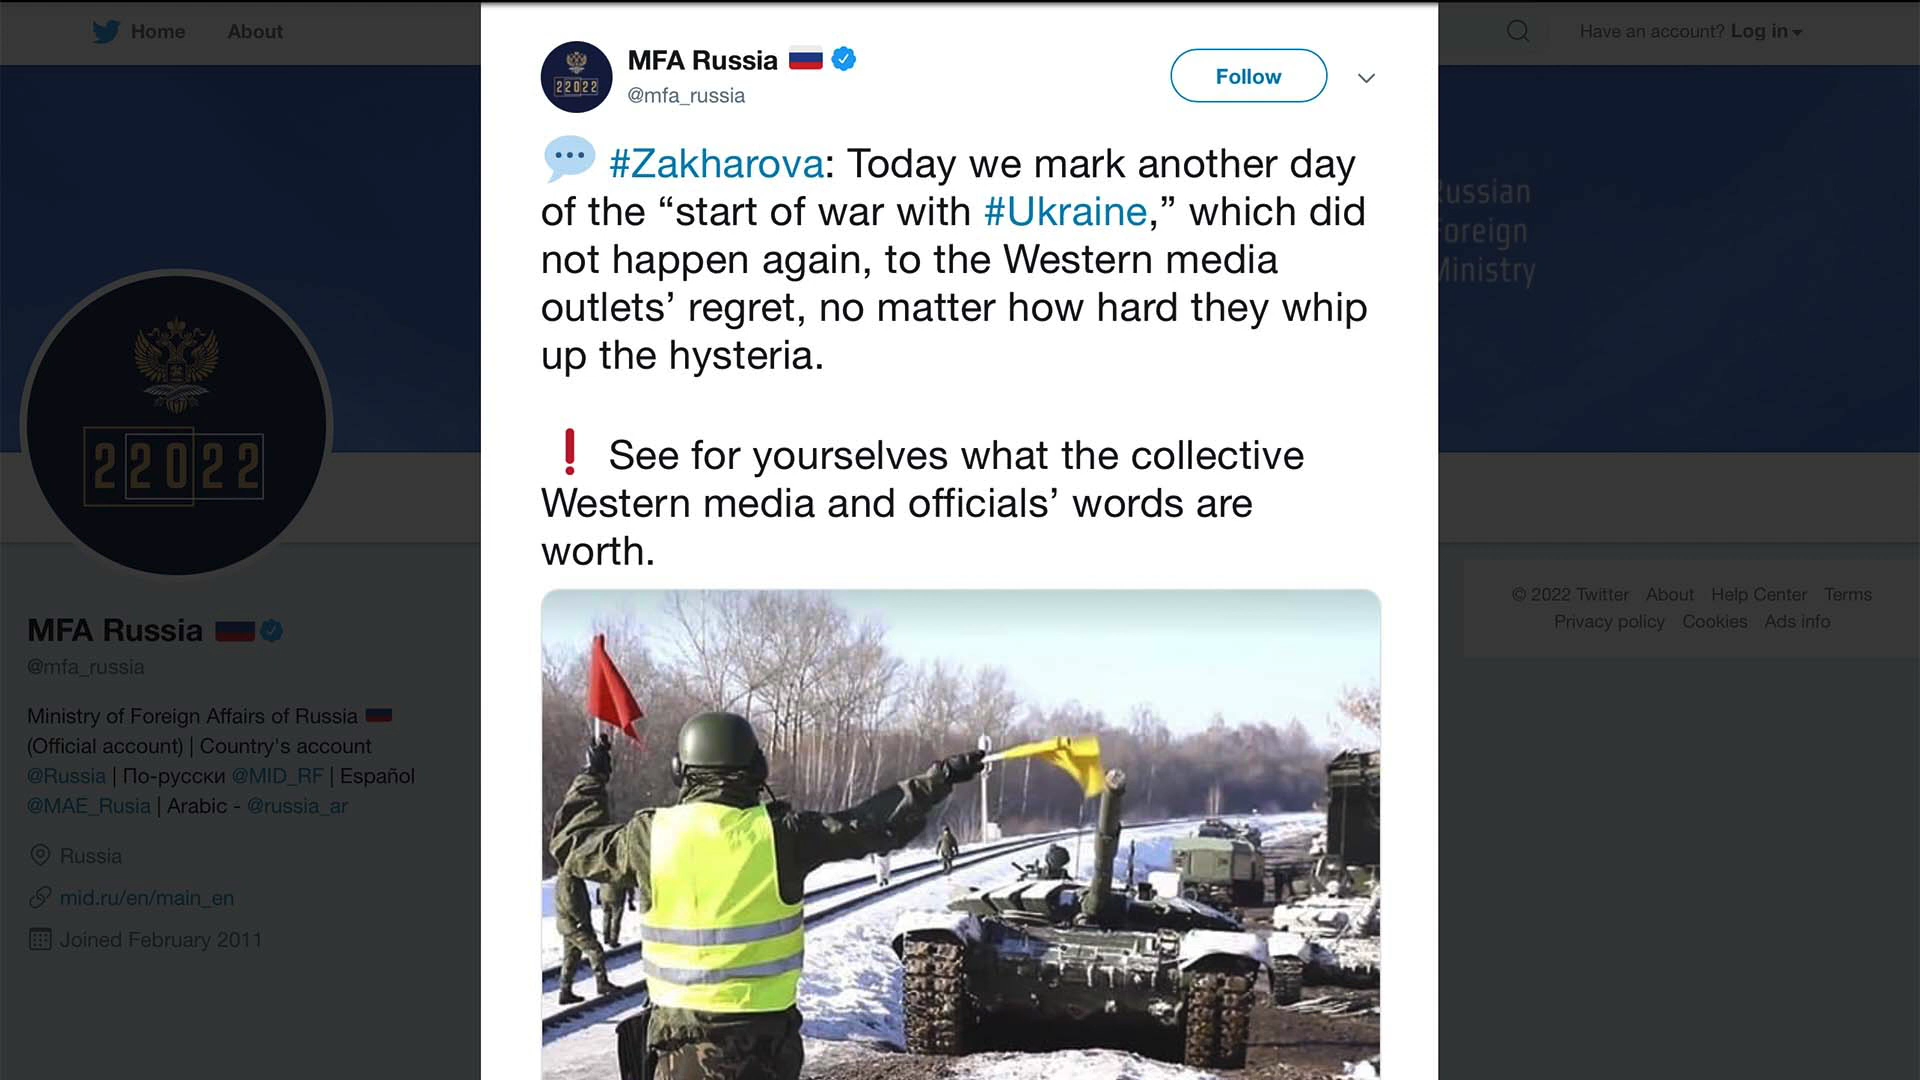 Home About
Have an account? Log in
MFA Russia
@mfa_russia
Follow
22022
#Zakharova: Today we mark another day
of the “start of war with #Ukraine,” which did
not happen again, to the Western media
outlets’ regret, no matter how hard they whip
up the hysteria.
See for yourselves what the collective
Western media and officials’ words are
worth.
22022
MFA Russia
@mfa_russia
Ministry of Foreign Affairs of Russia
(Official account) | Country's account
@Russia | По-русски @MID_RF | Español
@MAE_Rusia | Arabic - @russia_ar
Russia
mid.ru/en/main_en
Joined February 2011
Russian
Foreign
Ministry
© 2022 Twitter About Help Center Terms
Privacy policy Cookies Ads info